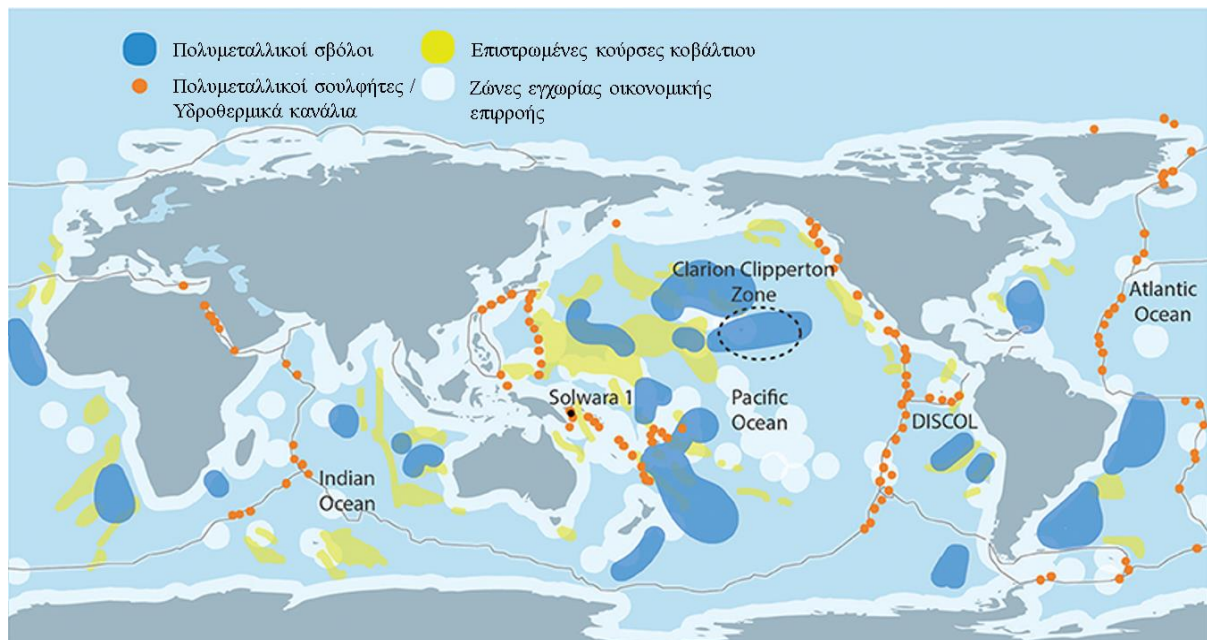 Πολυμεταλλικοί σβόλοι
Επιστρωμένες κούρσες κοβάλτιου
Πολυμεταλλικοί σουλφήτες /
Υδροθερμικά κανάλια
Ζώνες εγχωρίας οικονομικής
επιρροής
Clarion Clipperton
Zone
Atlantic
Ocean
Solwara 1
Pacific
Ocean
DISCOL
Indian
Ocean